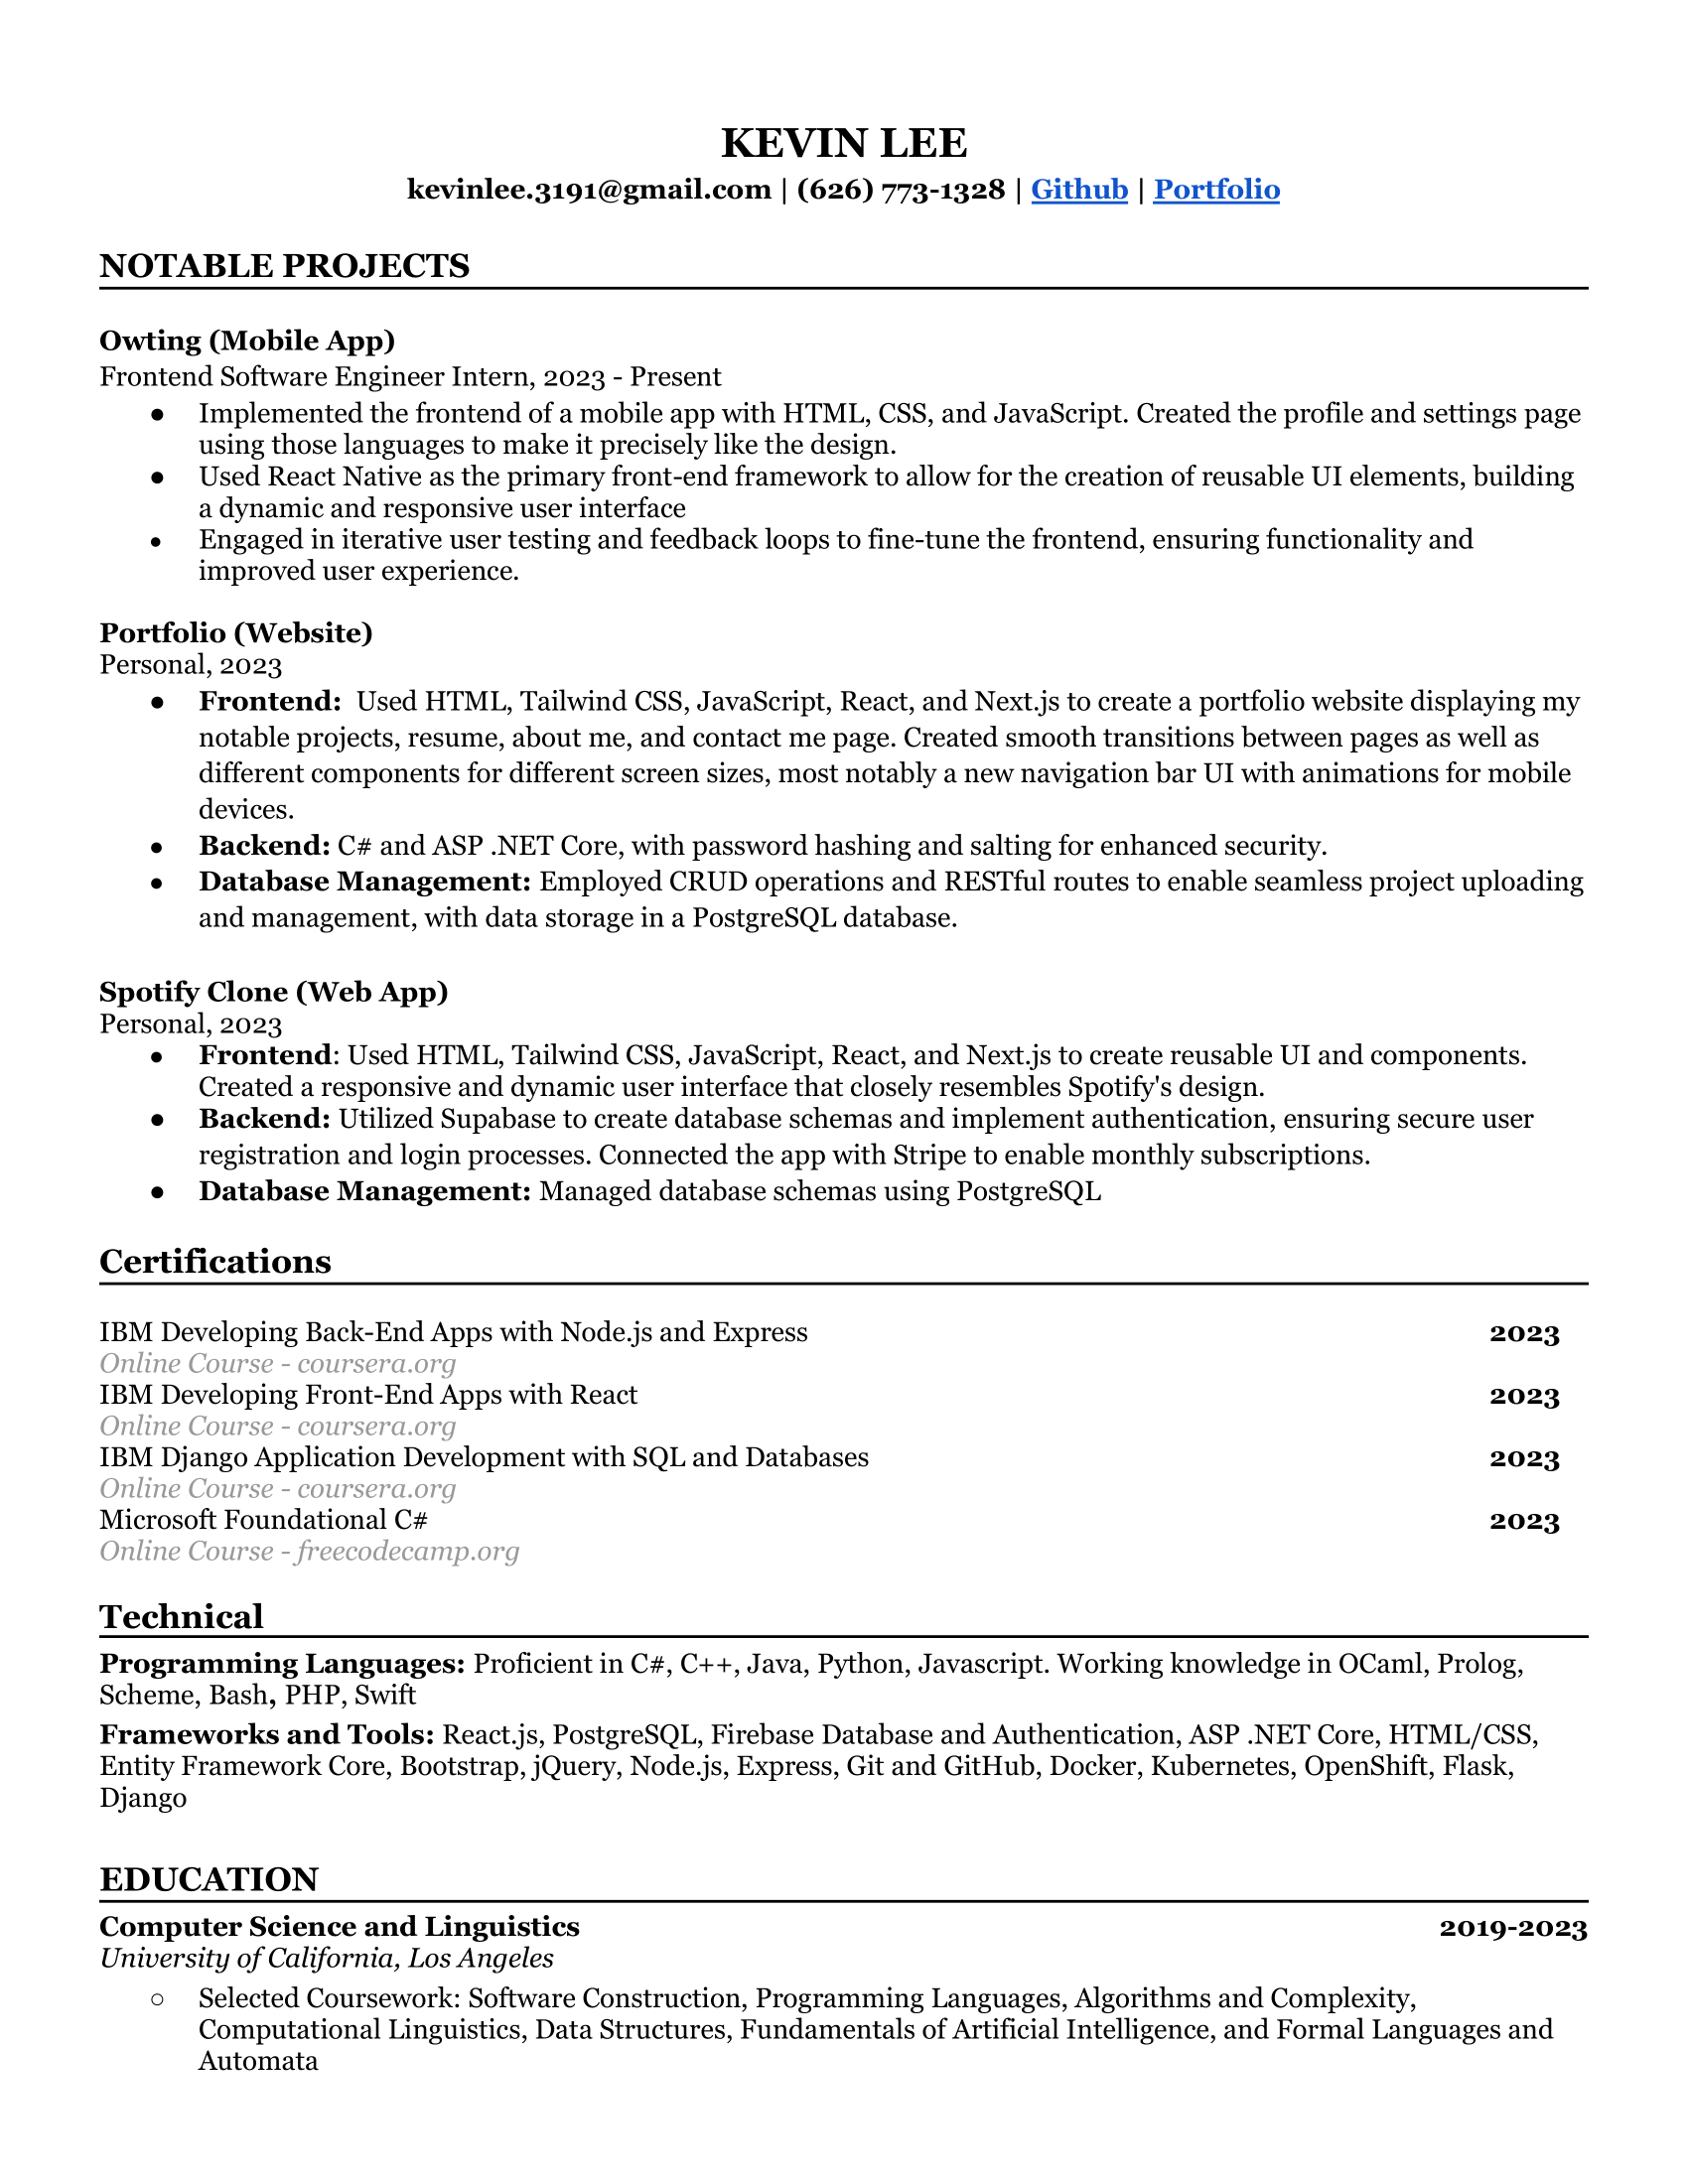 KEVIN LEE
kevinlee.3191@gmail.com | (626) 773-1328 | Github | Portfolio
NOTABLE PROJECTS
Owting (Mobile App)
Frontend Software Engineer Intern, 2023 - Present
● Implemented the frontend of a mobile app with HTML, CSS, and JavaScript. Created the profile and settings page
using those languages to make it precisely like the design.
● Used React Native as the primary front-end framework to allow for the creation of reusable UI elements, building
a dynamic and responsive user interface
● Engaged in iterative user testing and feedback loops to fine-tune the frontend, ensuring functionality and
improved user experience.
Portfolio (Website)
Personal, 2023
● Frontend:  Used HTML, Tailwind CSS, JavaScript, React, and Next.js to create a portfolio website displaying my
notable projects, resume, about me, and contact me page. Created smooth transitions between pages as well as
different components for different screen sizes, most notably a new navigation bar UI with animations for mobile
devices.
● Backend: C# and ASP .NET Core, with password hashing and salting for enhanced security.
● Database Management: Employed CRUD operations and RESTful routes to enable seamless project uploading
and management, with data storage in a PostgreSQL database.
Spotify Clone (Web App)
Personal, 2023
● Frontend: Used HTML, Tailwind CSS, JavaScript, React, and Next.js to create reusable UI and components.
Created a responsive and dynamic user interface that closely resembles Spotify's design.
● Backend: Utilized Supabase to create database schemas and implement authentication, ensuring secure user
registration and login processes. Connected the app with Stripe to enable monthly subscriptions.
● Database Management: Managed database schemas using PostgreSQL
Certifications
IBM Developing Back-End Apps with Node.js and Express 2023
Online Course - coursera.org
IBM Developing Front-End Apps with React 2023
Online Course - coursera.org
IBM Django Application Development with SQL and Databases 2023
Online Course - coursera.org
Microsoft Foundational C# 2023
Online Course - freecodecamp.org
Technical
Programming Languages: Proficient in C#, C++, Java, Python, Javascript. Working knowledge in OCaml, Prolog,
Scheme, Bash, PHP, Swift
Frameworks and Tools: React.js, PostgreSQL, Firebase Database and Authentication, ASP .NET Core, HTML/CSS,
Entity Framework Core, Bootstrap, jQuery, Node.js, Express, Git and GitHub, Docker, Kubernetes, OpenShift, Flask,
Django
EDUCATION
Computer Science and Linguistics 2019-2023
University of California, Los Angeles
○ Selected Coursework: Software Construction, Programming Languages, Algorithms and Complexity,
Computational Linguistics, Data Structures, Fundamentals of Artificial Intelligence, and Formal Languages and
Automata